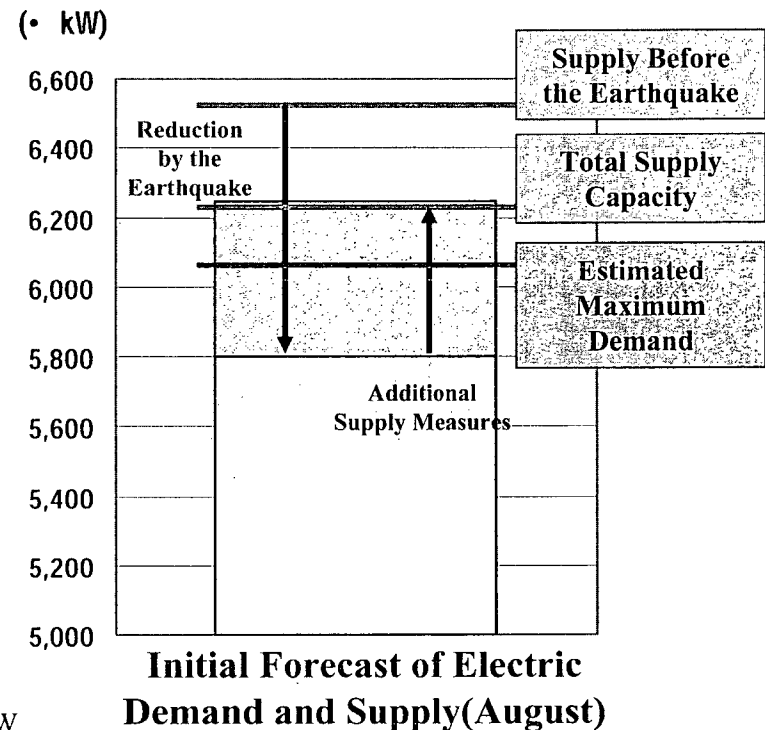 (• kW)
6,600
6,400
6,200
6,000
5,800
5,600
5,400
5,200
5,000
Supply Before
the Earthquake
Reduction
by the
Earthquake
Total Supply
Capacity
Estimated
Maximum
Demand
Additional
Supply Measures
Initial Forecast of Electric
Demand and Supply(August)
W